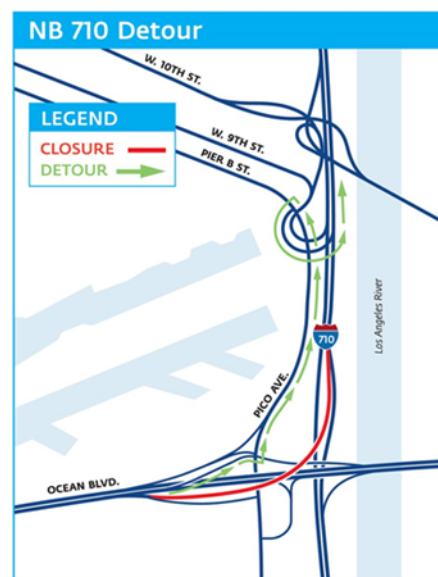 NB 710 Detour
W. 10TH ST.
LEGEND
CLOSURE
DETOUR
W. 9TH ST.
PIER B ST.
710
Los Angeles River
PICO AVE.
OCEAN BLVD.